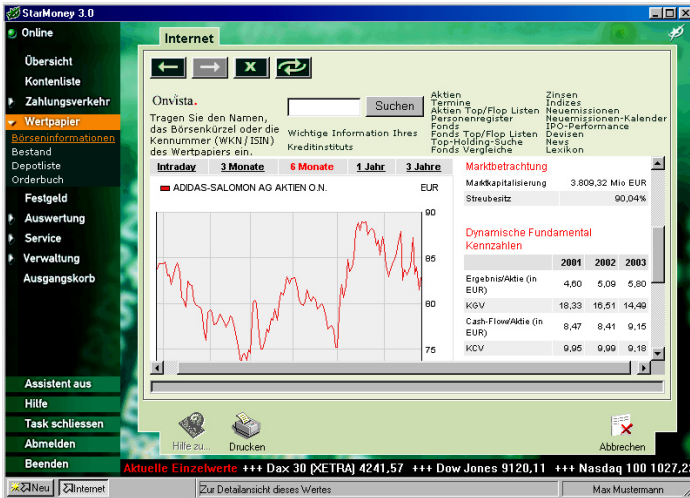 StarMoney 3.0
Online
Übersicht
Kontenliste
Zahlungsverkehr
Wertpapier
Börseninformationen
Bestand
Depotliste
Orderbuch
Festgeld
Auswertung
Service
Verwaltung
Ausgangskorb
Assistent aus
Hilfe
Task schliessen
Abmelden
Beenden
Internet
Onvista.
Tragen Sie den Namen,
das Börsenkürzel oder die
Kennummer (WKN/ISIN)
des Wertpapiers ein.
Suchen
Wichtige Information Ihres
Kreditinstituts
Aktien
Termine
Aktien Top/Flop Listen
Personenregister
Fonds
Fonds Top/Flop Listen
Top-Holding-Suche
Fonds Vergleiche
Zinsen
Indizes
Neuemissionen
Neuemissionen-Kalender
IPO-Performance
Devisen
News
Lexikon
Intraday 3 Monate 6 Monate 1 Jahr 3 Jahre
ADIDAS-SALOMON AG AKTIEN O.N. EUR
90
85
80
75
Marktbetrachtung
Marktkapitalisierung 3.809,32 Mio EUR
Streubesitz 90,04%
Dynamische Fundamental
Kennzahlen
2001 2002 2003
Ergebnis/Aktie (in
EUR) 4,60 5,09 5,80
KGV 18,33 16,51 14,49
Cash-Flow/Aktie (in
EUR) 8,47 8,41 9,15
KCV 9,95 9,99 9,18
Hilfe zu...
Drucken
Abbrechen
Aktuelle Einzelwerte +++ Dax 30 (XETRA) 4241,57 +++ Dow Jones 9120,11 +++ Nasdaq 100 1027,2
Neu
Internet
Zur Detailansicht dieses Wertes
Max Mustermann